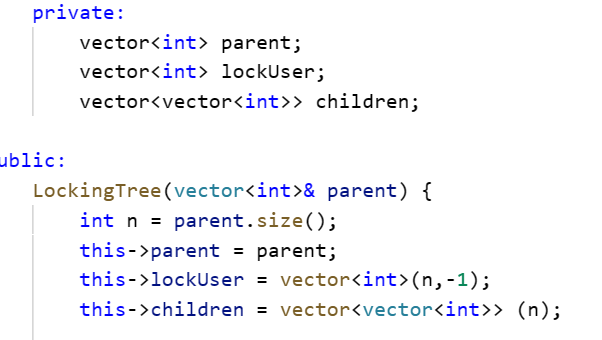 private:
vector<int> parent;
vector<int> lockUser;
vector<vector<int>> children;
ublic:
LockingTree(vector<int>& parent) {
int n = parent.size();
this->parent = parent;
this->lockUser = vector<int>(n,-1);
this->children = vector<vector<int>> (n);